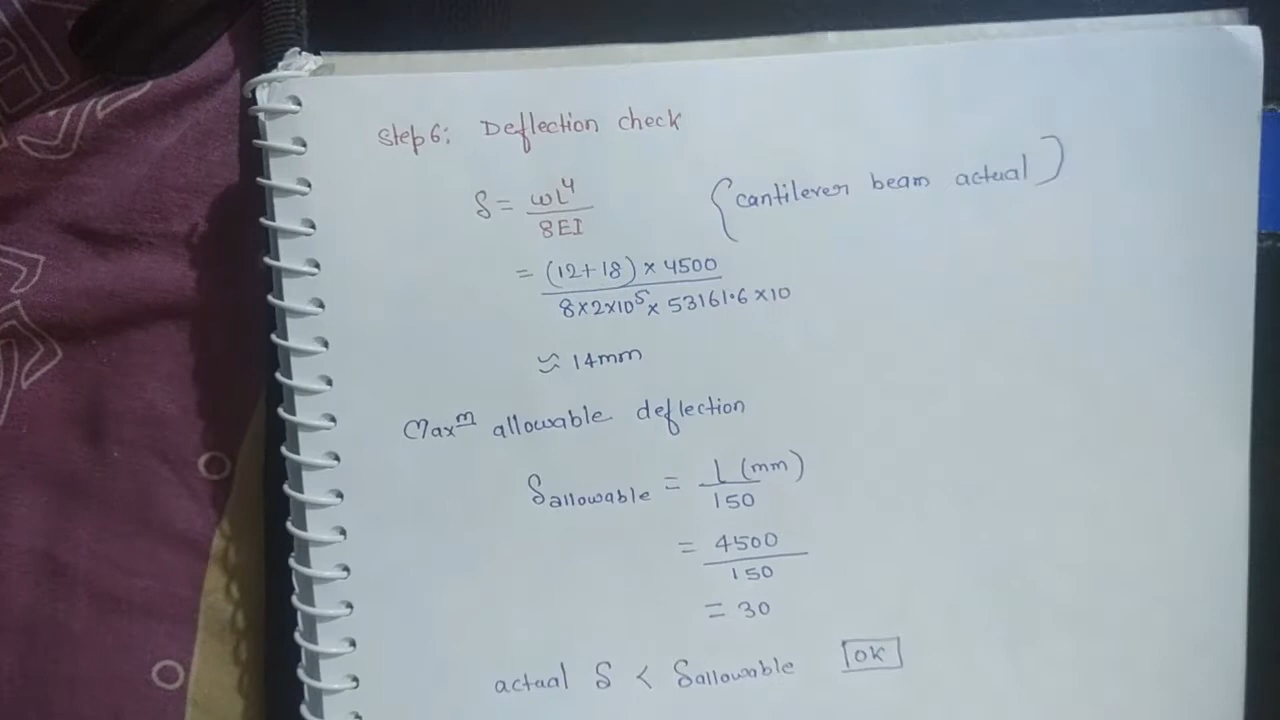 Step 6: Deflection check
δ = ωL⁴ / 8EI (cantilever beam actual)
= (12+18) × 4500 / 8×2×10⁵ × 53161.6 ×10
≈ 14mm
Maxᵐ allowable deflection
δallowable = L (mm) / 150
= 4500 / 150
= 30
actual δ < δallowable OK